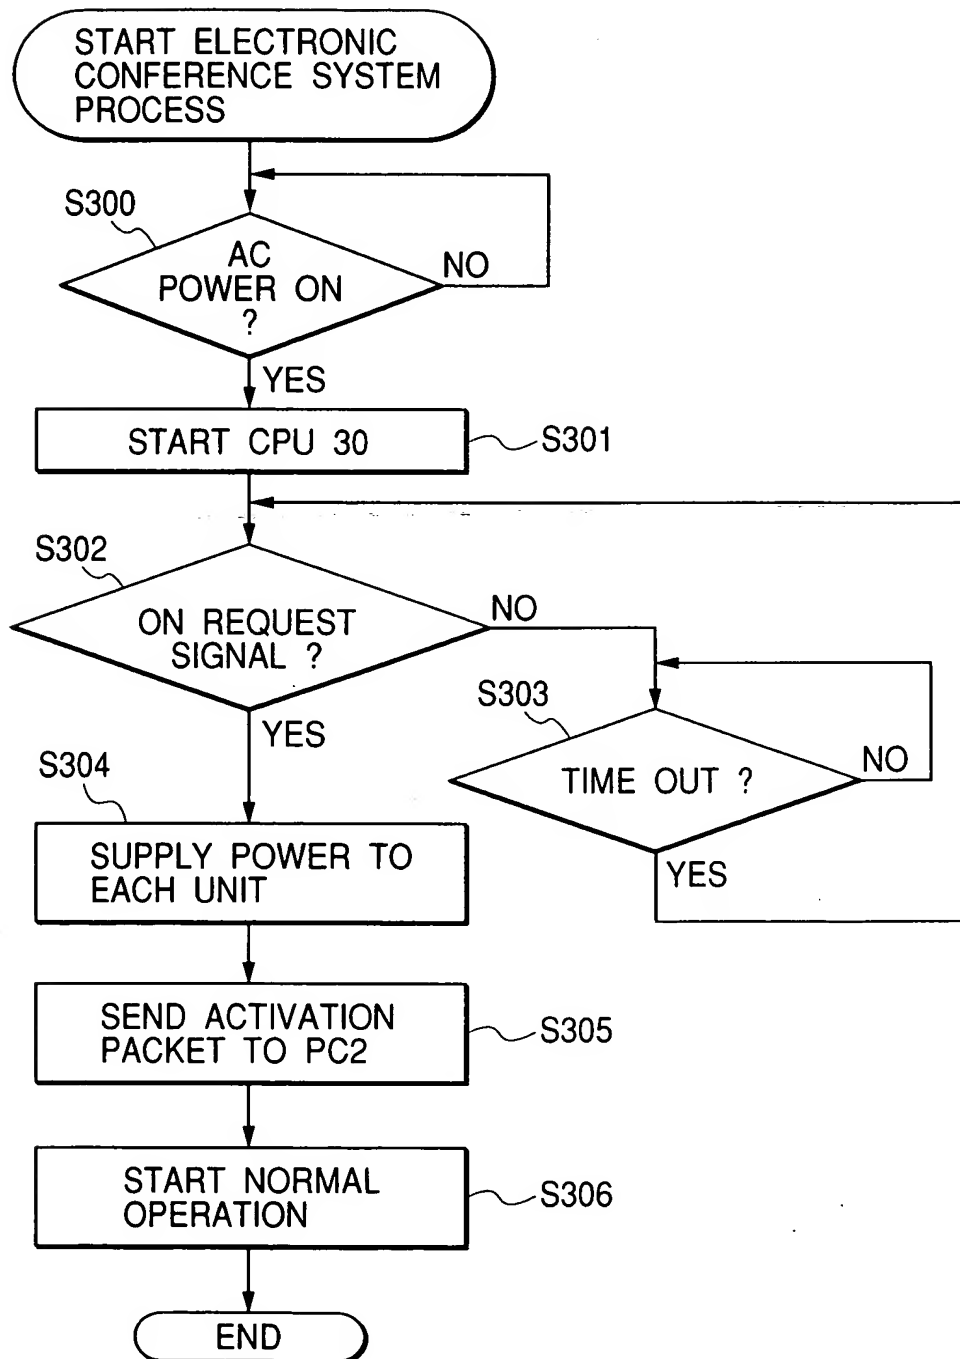 START ELECTRONIC
CONFERENCE SYSTEM
PROCESS
S300
AC
POWER ON
?
NO
YES
START CPU 30
S301
S302
ON REQUEST
SIGNAL ?
NO
YES
S303
TIME OUT ?
NO
YES
S304
SUPPLY POWER TO
EACH UNIT
SEND ACTIVATION
PACKET TO PC2
S305
START NORMAL
OPERATION
S306
END